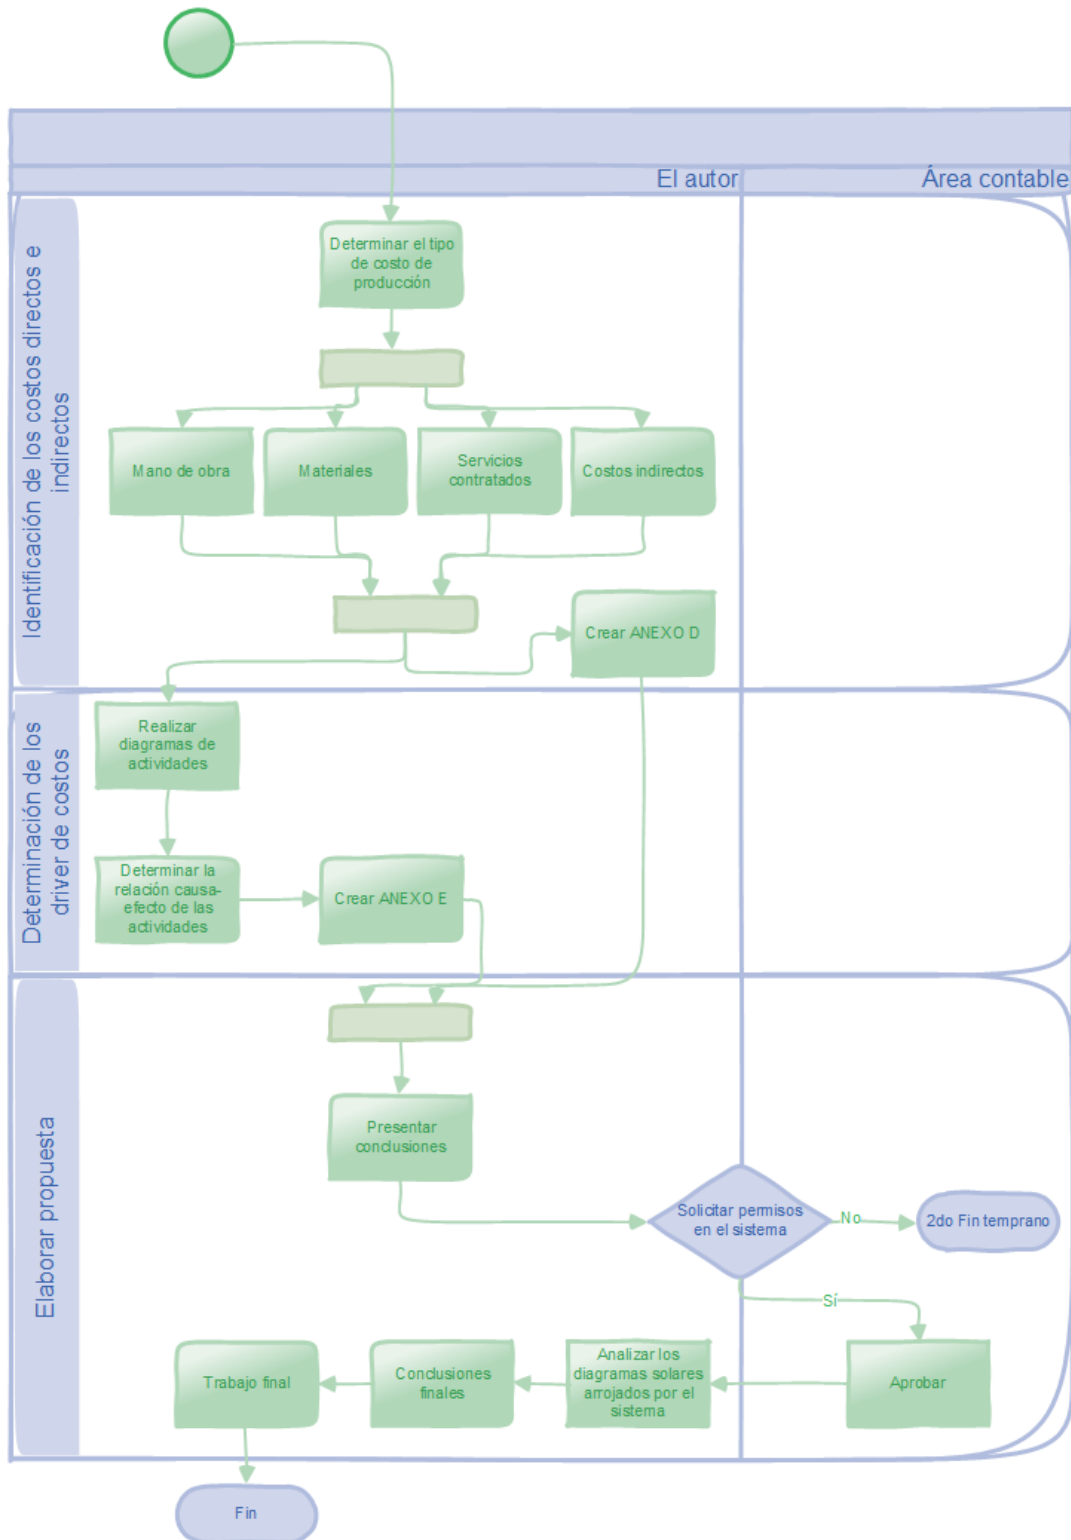 El autor
Área contable
Identificación de los costos directos e
indirectos
Determinar el tipo
de costo de
producción
Mano de obra
Materiales
Servicios
contratados
Costos indirectos
Crear ANEXO D
Determinación de los
driver de costos
Realizar
diagramas de
actividades
Determinar la
relación causa-
efecto de las
actividades
Crear ANEXO E
Elaborar propuesta
Presentar
conclusiones
Solicitar permisos
en el sistema
No
2do Fin temprano
Sí
Aprobar
Analizar los
diagramas solares
arrojados por el
sistema
Conclusiones
finales
Trabajo final
Fin